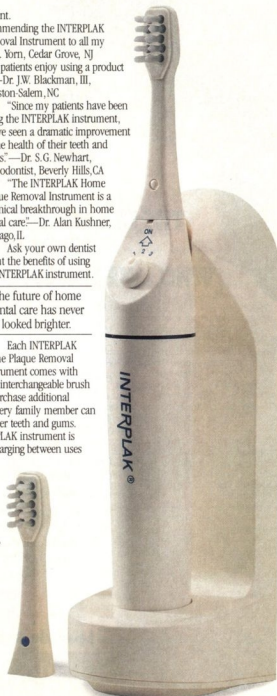 nt.
mmending the INTERPLAK
oval Instrument to all my
. Yorn, Cedar Grove, NJ
patients enjoy using a product
–Dr. J.W. Blackman, III,
ston-Salem, NC
"Since my patients have been
g the INTERPLAK instrument,
e seen a dramatic improvement
e health of their teeth and
s."—Dr. S.G. Newhart,
odontist, Beverly Hills, CA
"The INTERPLAK Home
ue Removal Instrument is a
nical breakthrough in home
al care."—Dr. Alan Kushner,
ago, IL
Ask your own dentist
t the benefits of using
NTERPLAK instrument.
he future of home
ntal care has never
looked brighter.
Each INTERPLAK
e Plaque Removal
rument comes with
interchangeable brush
rchase additional
ery family member can
er teeth and gums.
LAK instrument is
arging between uses
ON
1 2 3
INTERPLAK®